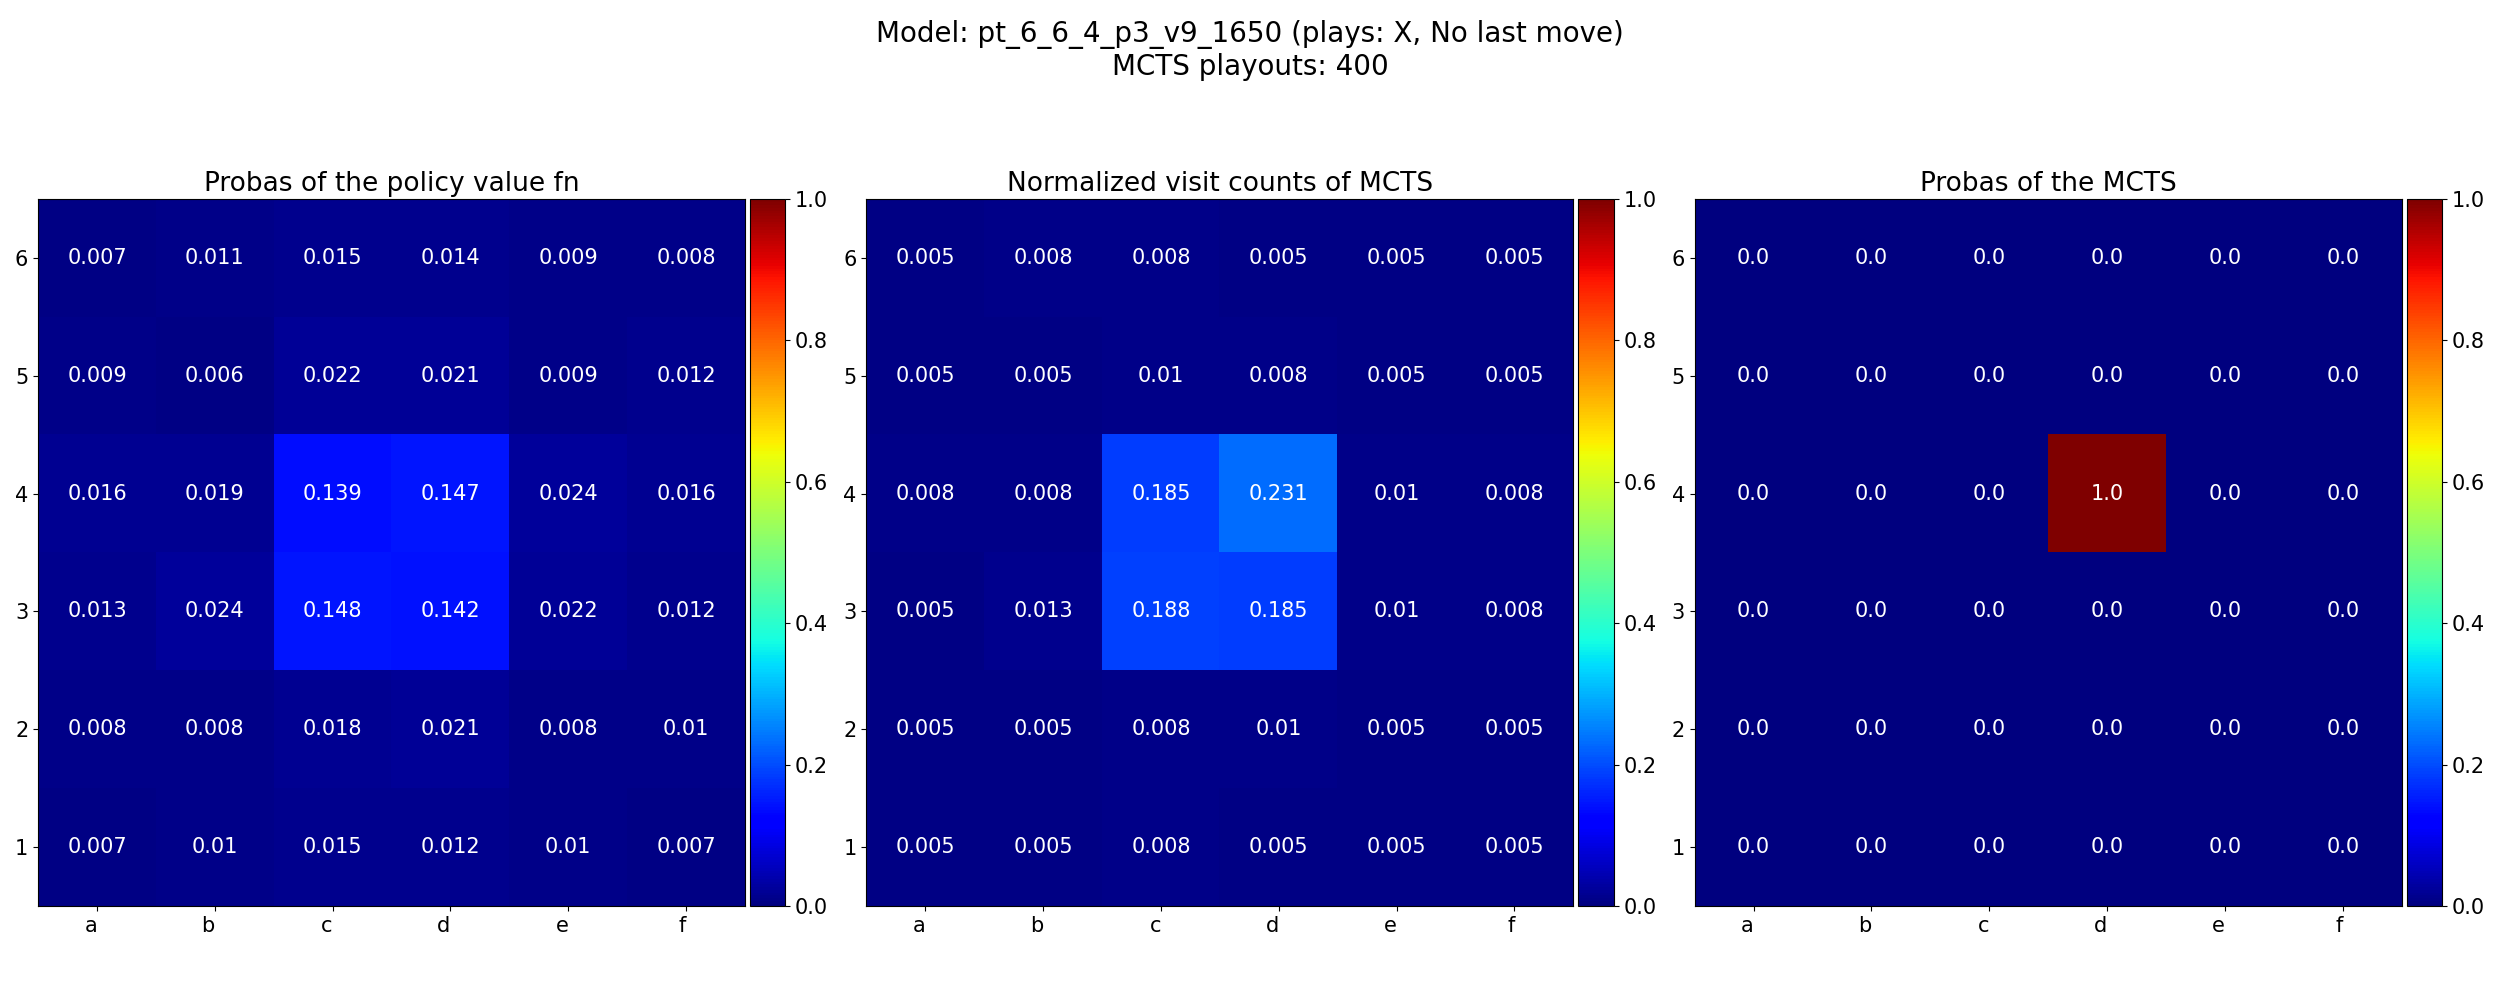 Model: pt_6_6_4_p3_v9_1650 (plays: X, No last move)
MCTS playouts: 400
Probas of the policy value fn
6 0.007 0.011 0.015 0.014 0.009 0.008
5 0.009 0.006 0.022 0.021 0.009 0.012
4 0.016 0.019 0.139 0.147 0.024 0.016
3 0.013 0.024 0.148 0.142 0.022 0.012
2 0.008 0.008 0.018 0.021 0.008 0.01
1 0.007 0.01 0.015 0.012 0.01 0.007
a b c d e f
1.0
0.8
0.6
0.4
0.2
0.0
Normalized visit counts of MCTS
6 0.005 0.008 0.008 0.005 0.005 0.005
5 0.005 0.005 0.01 0.008 0.005 0.005
4 0.008 0.008 0.185 0.231 0.01 0.008
3 0.005 0.013 0.188 0.185 0.01 0.008
2 0.005 0.005 0.008 0.01 0.005 0.005
1 0.005 0.005 0.008 0.005 0.005 0.005
a b c d e f
1.0
0.8
0.6
0.4
0.2
0.0
Probas of the MCTS
6 0.0 0.0 0.0 0.0 0.0 0.0
5 0.0 0.0 0.0 0.0 0.0 0.0
4 0.0 0.0 0.0 1.0 0.0 0.0
3 0.0 0.0 0.0 0.0 0.0 0.0
2 0.0 0.0 0.0 0.0 0.0 0.0
1 0.0 0.0 0.0 0.0 0.0 0.0
a b c d e f
1.0
0.8
0.6
0.4
0.2
0.0